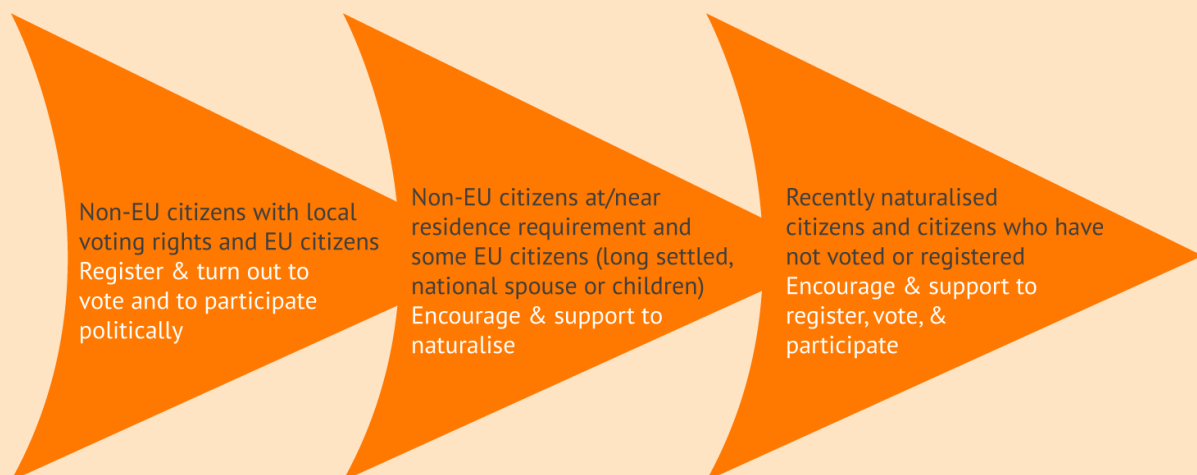 Non-EU citizens with local
voting rights and EU citizens
Register & turn out to
vote and to participate
politically
Non-EU citizens at/near
residence requirement and
some EU citizens (long settled,
national spouse or children)
Encourage & support to
naturalise
Recently naturalised
citizens and citizens who have
not voted or registered
Encourage & support to
register, vote, &
participate